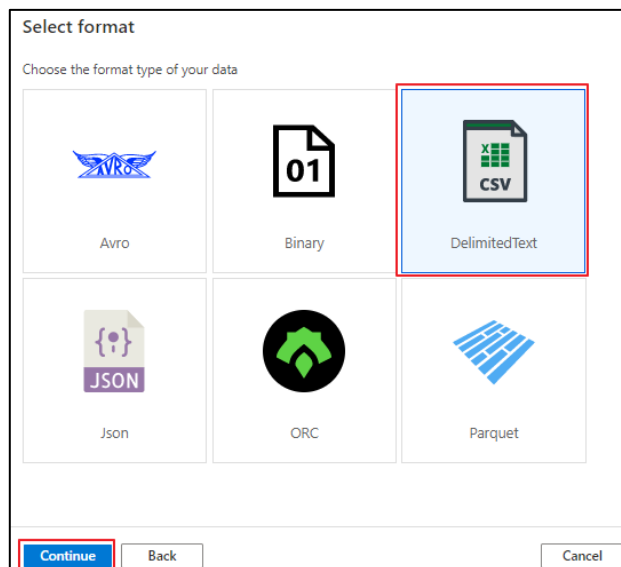 Select format
Choose the format type of your data
AVRO
01
X
CSV
Avro
Binary
DelimitedText
{;}
JSON
Json
ORC
Parquet
Continue
Back
Cancel